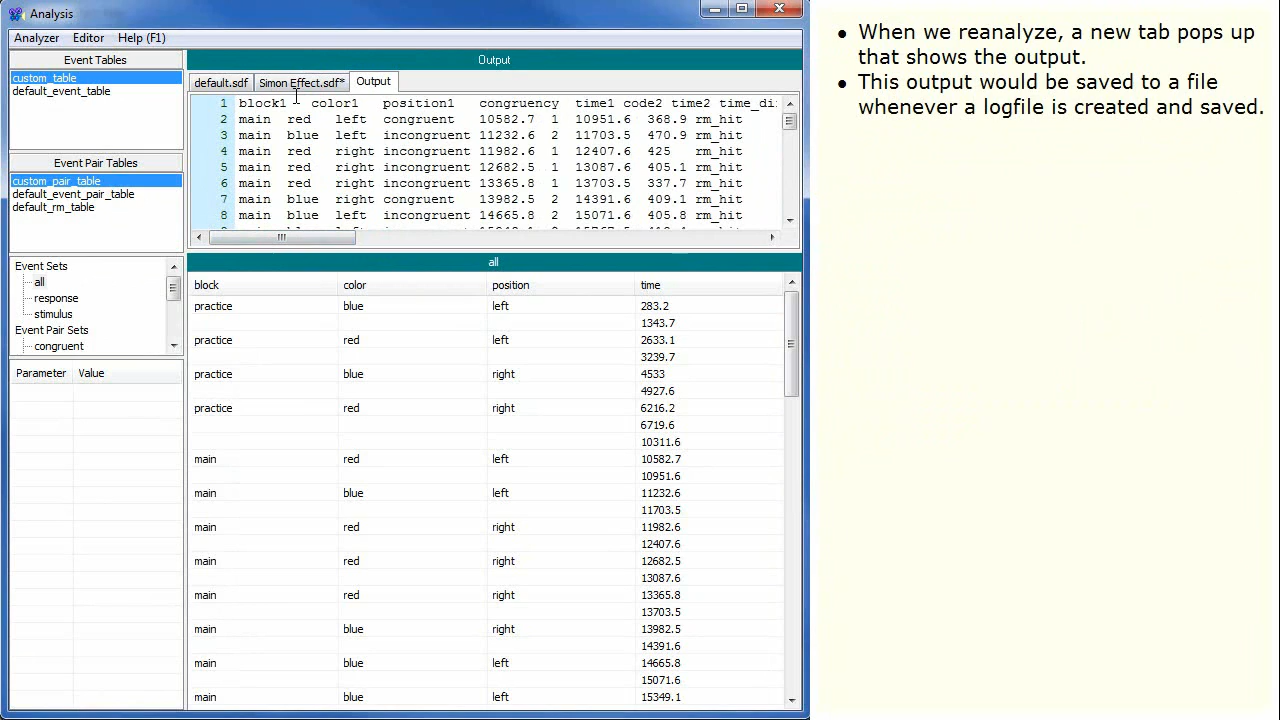 Analysis
Analyzer Editor Help (F1)
Event Tables
custom_table
default_event_table
Event Pair Tables
custom_pair_table
default_event_pair_table
default_rm_table
Event Sets
all
response
stimulus
Event Pair Sets
congruent
Parameter Value
Output
default.sdf Simon Effect.sdf* Output
1 block1 color1 position1 congruency time1 code2 time2 time_di
2 main red left congruent 10582.7 1 10951.6 368.9 rm_hit
3 main blue left incongruent 11232.6 2 11703.5 470.9 rm_hit
4 main red right incongruent 11982.6 1 12407.6 425 rm_hit
5 main red right incongruent 12682.5 1 13087.6 405.1 rm_hit
6 main red right incongruent 13365.8 1 13703.5 337.7 rm_hit
7 main blue right congruent 13982.5 2 14391.6 409.1 rm_hit
8 main blue left incongruent 14665.8 2 15071.6 405.8 rm_hit
all
block color position time
practice blue left 283.2
1343.7
practice red left 2633.1
3239.7
practice blue right 4533
4927.6
practice red right 6216.2
6719.6
10311.6
main red left 10582.7
10951.6
main blue left 11232.6
11703.5
main red right 11982.6
12407.6
main red right 12682.5
13087.6
main red right 13365.8
13703.5
main blue right 13982.5
14391.6
main blue left 14665.8
15071.6
main blue left 15349.1
• When we reanalyze, a new tab pops up
that shows the output.
• This output would be saved to a file
whenever a logfile is created and saved.